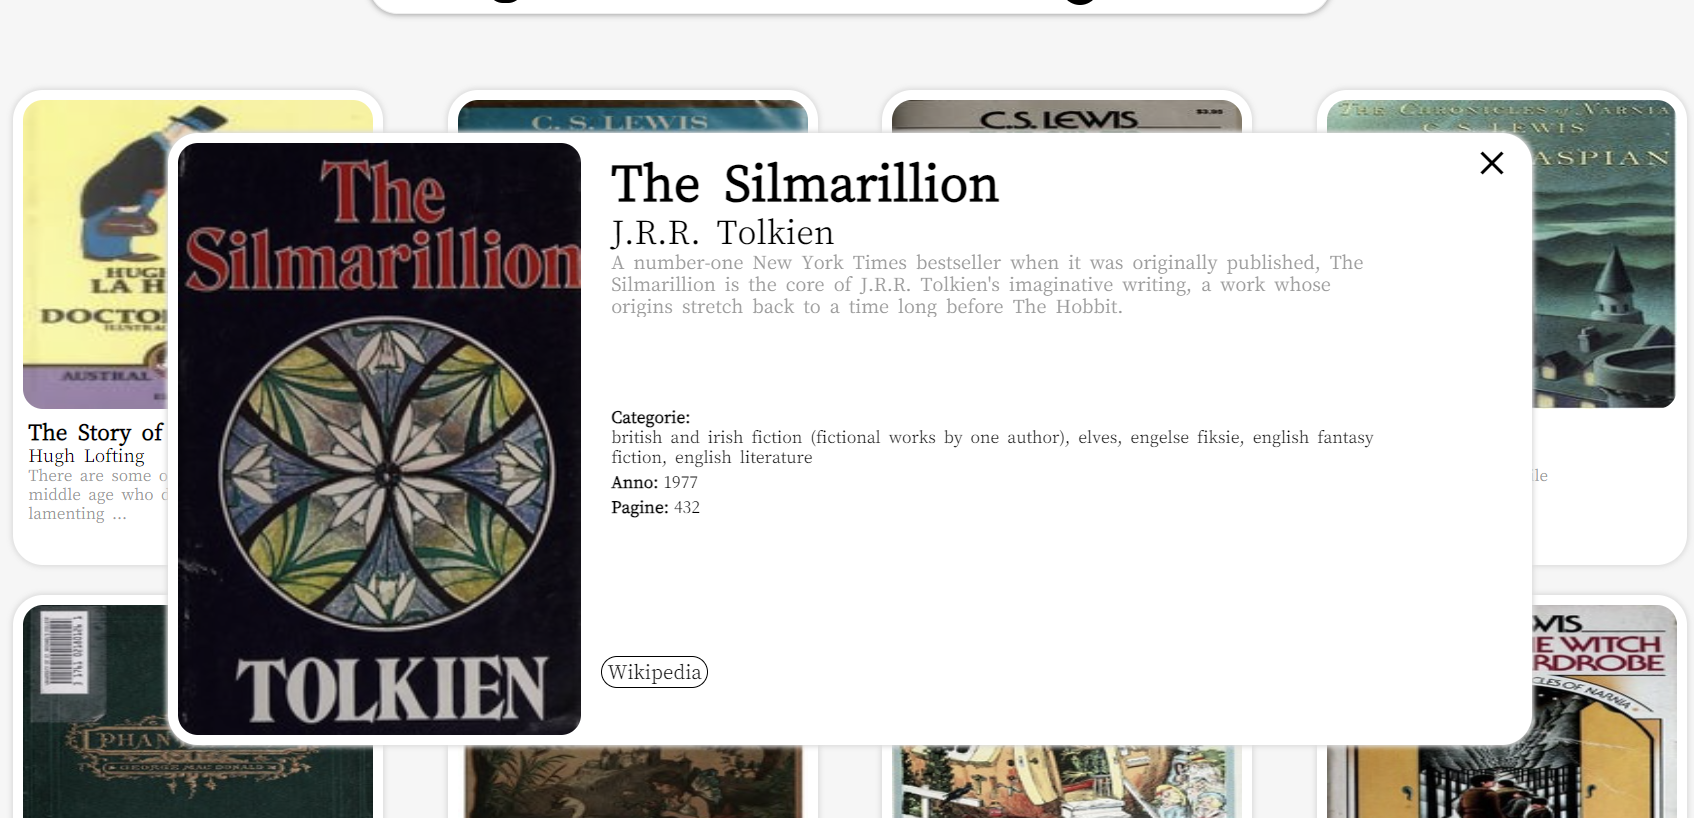 C. S. LEWIS
C.S. LEWIS
$3.95
THE CHRONICLES of NARNIA
C. S. LEWIS
ASPIAN
HUGH
LA H
DOCTO
AUSTRAL
The Story of
Hugh Lofting
There are some o
middle age who d
lamenting ...
The
Silmarillion
TOLKIEN
The Silmarillion
J.R.R. Tolkien
A number-one New York Times bestseller when it was originally published, The
Silmarillion is the core of J.R.R. Tolkien's imaginative writing, a work whose
origins stretch back to a time long before The Hobbit.
Categorie:
british and irish fiction (fictional works by one author), elves, engelse fiksie, english fantasy
fiction, english literature
Anno: 1977
Pagine: 432
Wikipedia
le
PHAN
GEORGE MAC DONALD
WIS
E WITCH
RDROBE
CLES OF NARNIA